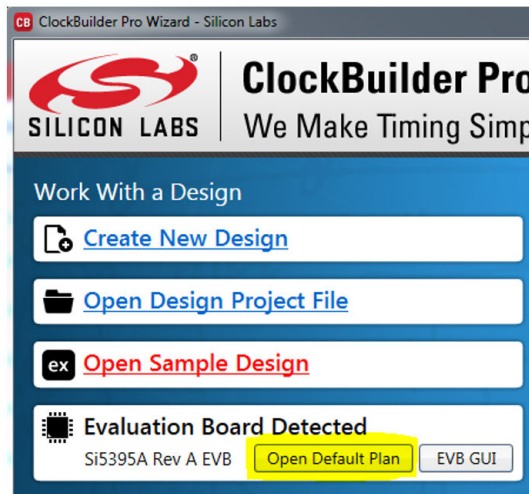 CB ClockBuilder Pro Wizard - Silicon Labs
SILICON LABS
ClockBuilder Pro
We Make Timing Simp
Work With a Design
Create New Design
Open Design Project File
ex Open Sample Design
Evaluation Board Detected
Si5395A Rev A EVB Open Default Plan EVB GUI